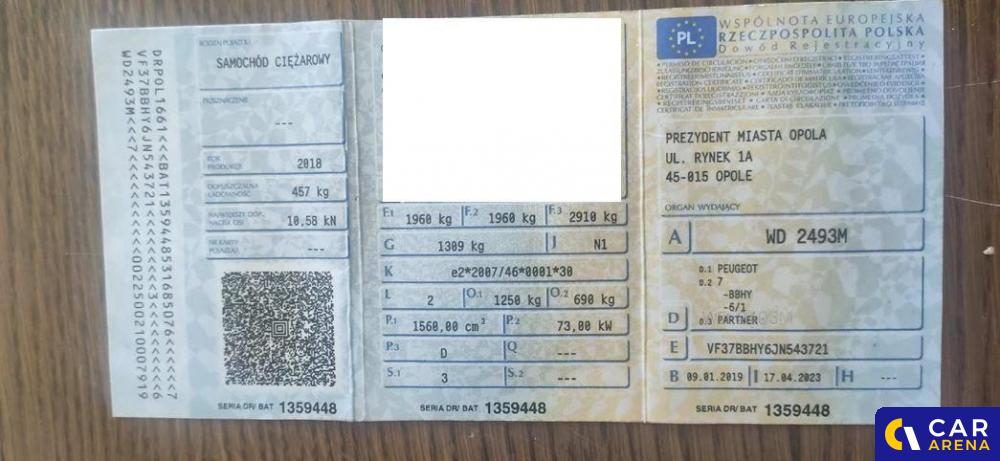 DRPOL1661<<BAT13594485316850769<<<<<7
VF37BBHY6JN543721<<<<<<<<<<3<<<<<<<6
WD2493M<<7<<<<<<<<<<<<0022500210007919
RODZAJ POJAZDU
SAMOCHÓD CIĘŻAROWY
PRZEZNACZENIE
---
ROK PRODUKCJI 2018
DOPUSZCZALNA ŁADOWNOŚĆ 457 kg
NAJWIĘKSZY DOP. NACISK OSI 10,58 kN
NR KARTY POJAZDU ---
SERIA DR/ BAT 1359448
F.1 1960 kg F.2 1960 kg F.3 2910 kg
G 1309 kg J N1
K e2*2007/46*0001*30
L 2 O.1 1250 kg O.2 690 kg
P.1 1560,00 cm³ P.2 73,00 kW
P.3 D Q ---
S.1 3 S.2 ---
SERIA DR/ BAT 1359448
PL
WSPÓLNOTA EUROPEJSKA
RZECZPOSPOLITA POLSKA
Dowód Rejestracyjny
PREZYDENT MIASTA OPOLA
UL. RYNEK 1A
45-015 OPOLE
ORGAN WYDAJĄCY
A WD 2493M
D.1 PEUGEOT
D.2 7
-BBHY
-6/1
D D.3 PARTNER
E VF37BBHY6JN543721
B 09.01.2019 I 17.04.2023 H ---
SERIA DR/ BAT 1359448
CAR
ARENA